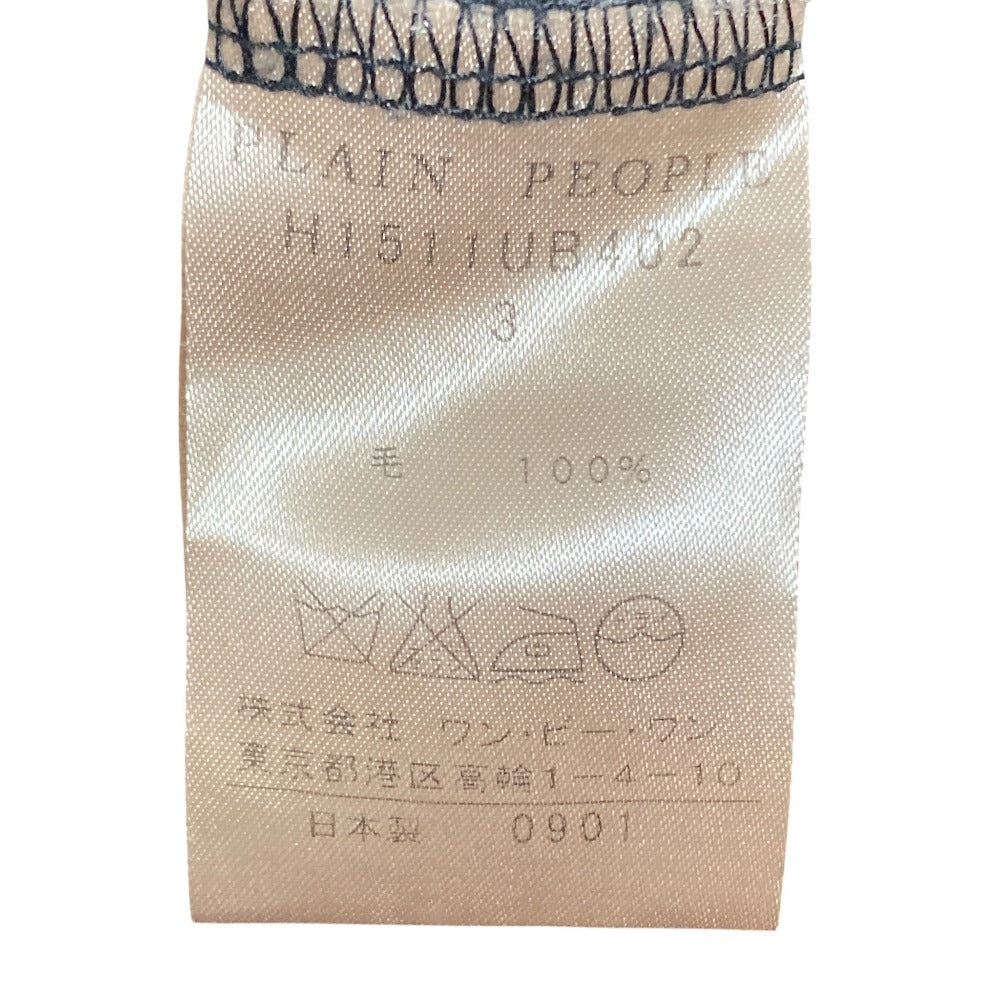 PLAIN PEOPLE
H1511UB402
3
毛 100%
株式会社 ワン・ビー・ワン
東京都港区高輪1-4-10
日本製 0901